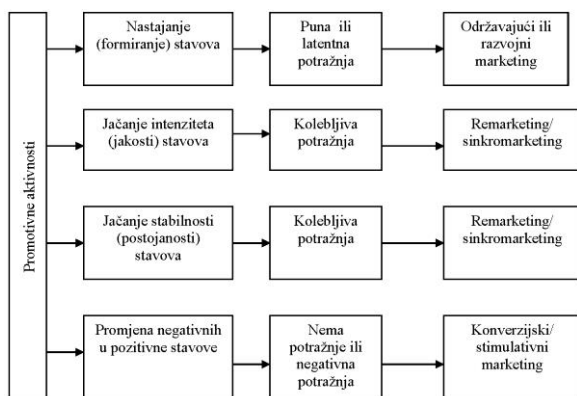 Promotivne aktivnosti
Nastajanje
(formiranje) stavova
Puna ili
latentna
potražnja
Održavajući ili
razvojni
marketing
Jačanje intenziteta
(jakosti) stavova
Kolebljiva
potražnja
Remarketing/
sinkromarketing
Jačanje stabilnosti
(postojanosti)
stavova
Kolebljiva
potražnja
Remarketing/
sinkromarketing
Promjena negativnih
u pozitivne stavove
Nema
potražnje ili
negativna
potražnja
Konverzijski/
stimulativni
marketing